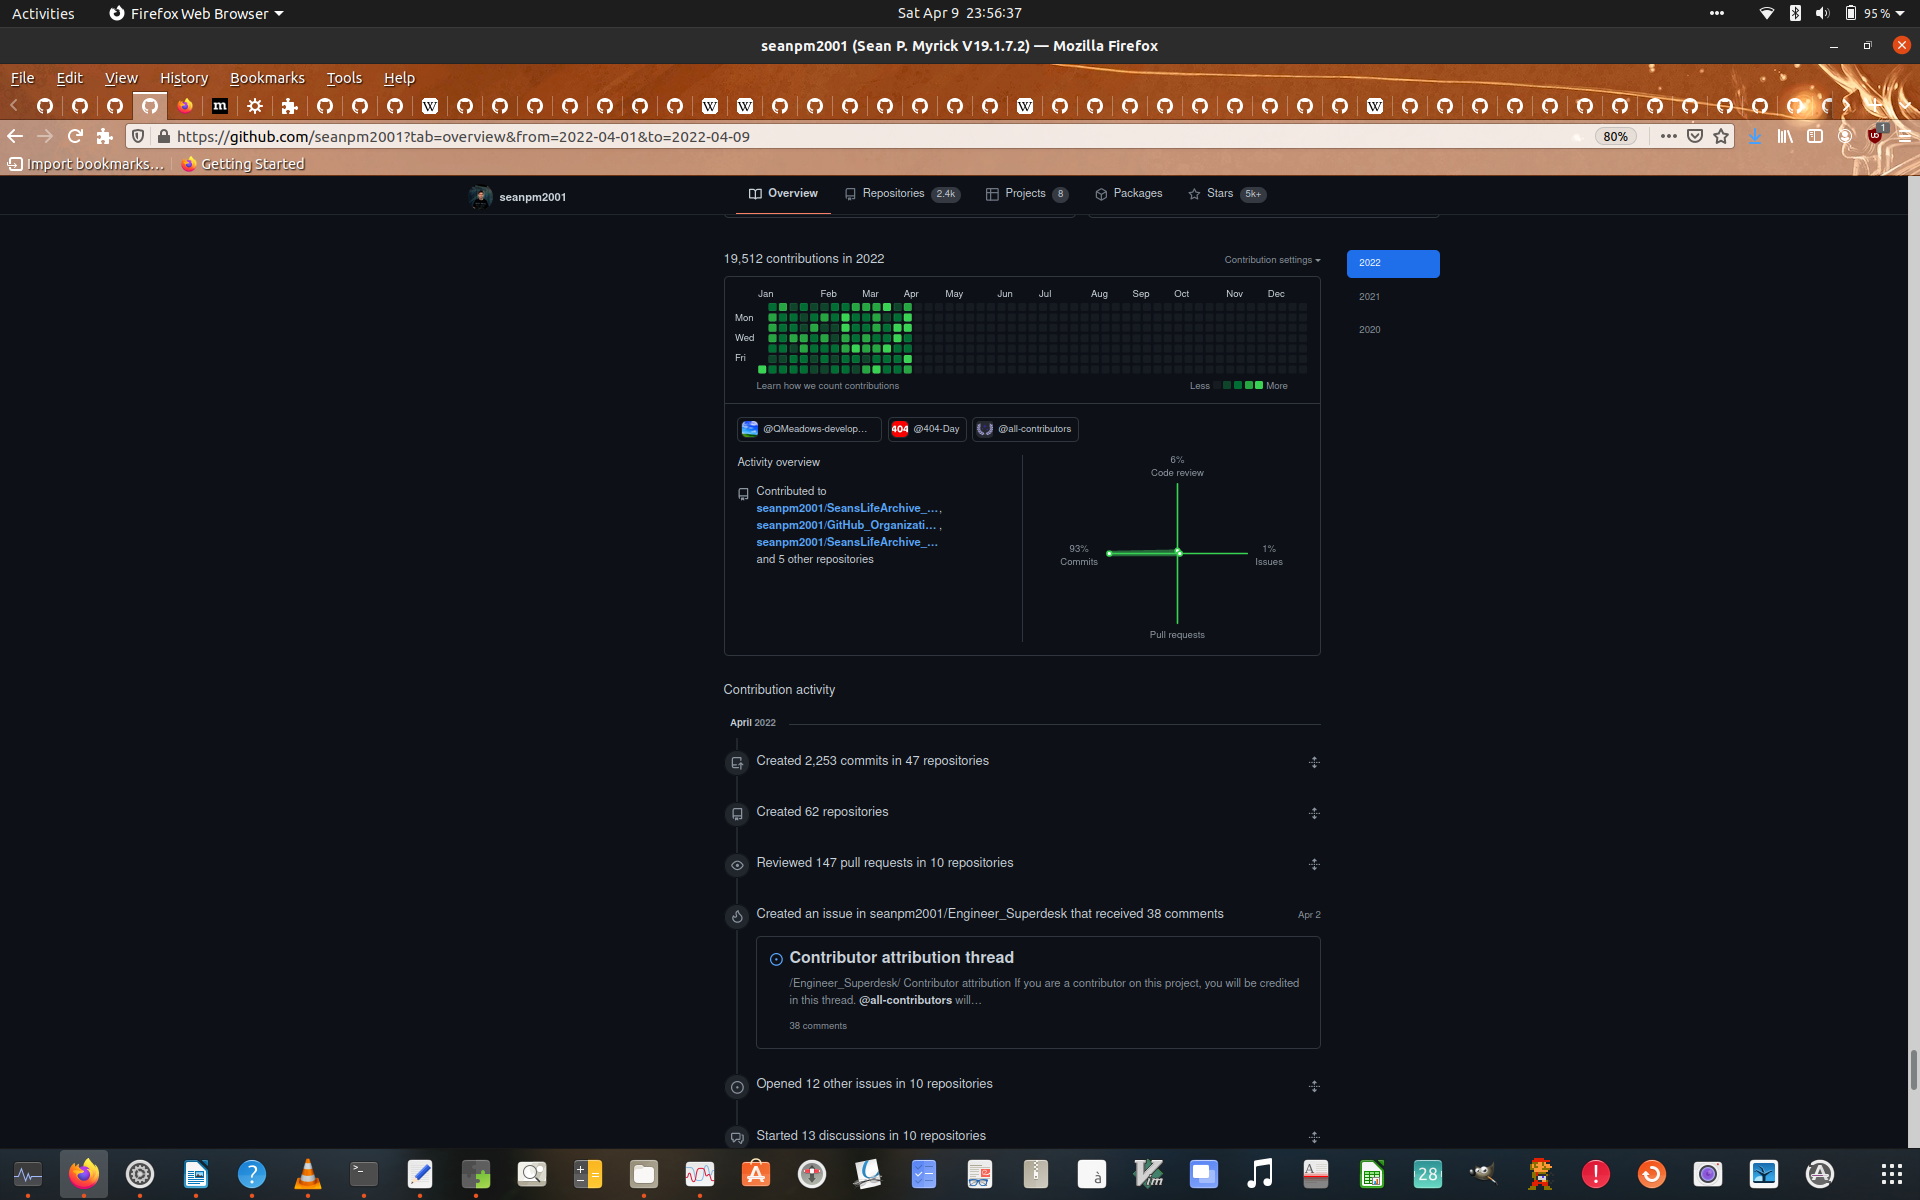 Activities
Firefox Web Browser
Sat Apr 9 23:56:37
95 %
seanpm2001 (Sean P. Myrick V19.1.7.2) — Mozilla Firefox
File Edit View History Bookmarks Tools Help
https://github.com/seanpm2001?tab=overview&from=2022-04-01&to=2022-04-09
80%
1
Import bookmarks...
Getting Started
seanpm2001
Overview
Repositories 2.4k
Projects 8
Packages
Stars 5k+
19,512 contributions in 2022
Contribution settings
2022
2021
2020
Jan Feb Mar Apr May Jun Jul Aug Sep Oct Nov Dec
Mon
Wed
Fri
Learn how we count contributions
Less More
@QMeadows-develop...
404 @404-Day
@all-contributors
Activity overview
Contributed to
seanpm2001/SeansLifeArchive_...,
seanpm2001/GitHub_Organizati... ,
seanpm2001/SeansLifeArchive_...
and 5 other repositories
6%
Code review
93%
Commits
1%
Issues
Pull requests
Contribution activity
April 2022
Created 2,253 commits in 47 repositories
Created 62 repositories
Reviewed 147 pull requests in 10 repositories
Created an issue in seanpm2001/Engineer_Superdesk that received 38 comments
Apr 2
Contributor attribution thread
/Engineer_Superdesk/ Contributor attribution If you are a contributor on this project, you will be credited
in this thread. @all-contributors will...
38 comments
Opened 12 other issues in 10 repositories
Started 13 discussions in 10 repositories
28